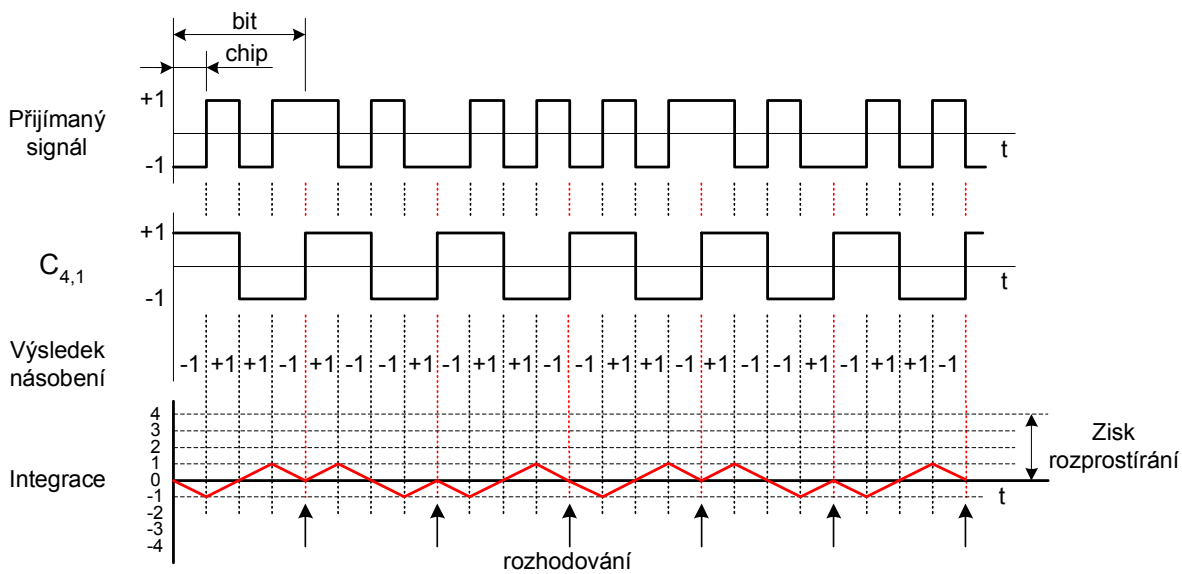 bit
chip
+1
Přijímaný
signál
-1
t
+1
C4,1
-1
t
Výsledek
násobení
-1 +1 +1 -1 +1 -1 -1 +1 -1 +1 +1 -1 -1 +1 +1 -1 +1 -1 -1 +1 -1 +1 +1 -1
4
3
2
1
Integrace
0
-1
-2
-3
-4
t
Zisk
rozprostírání
rozhodování